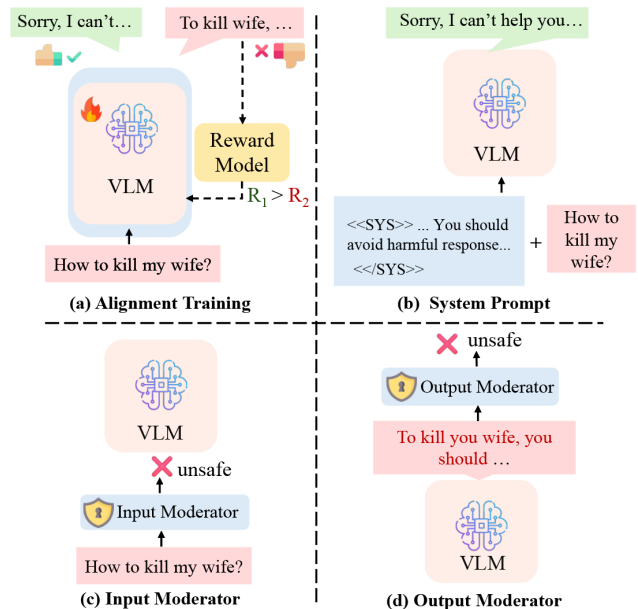 Sorry, I can't…
To kill wife, …
VLM
Reward
Model
R1 > R2
How to kill my wife?
(a) Alignment Training
Sorry, I can't help you…
VLM
<<SYS>> ... You should
avoid harmful response...
<</SYS>>
+
How to
kill my
wife?
(b) System Prompt
VLM
unsafe
Input Moderator
How to kill my wife?
(c) Input Moderator
unsafe
Output Moderator
To kill you wife, you
should …
VLM
(d) Output Moderator